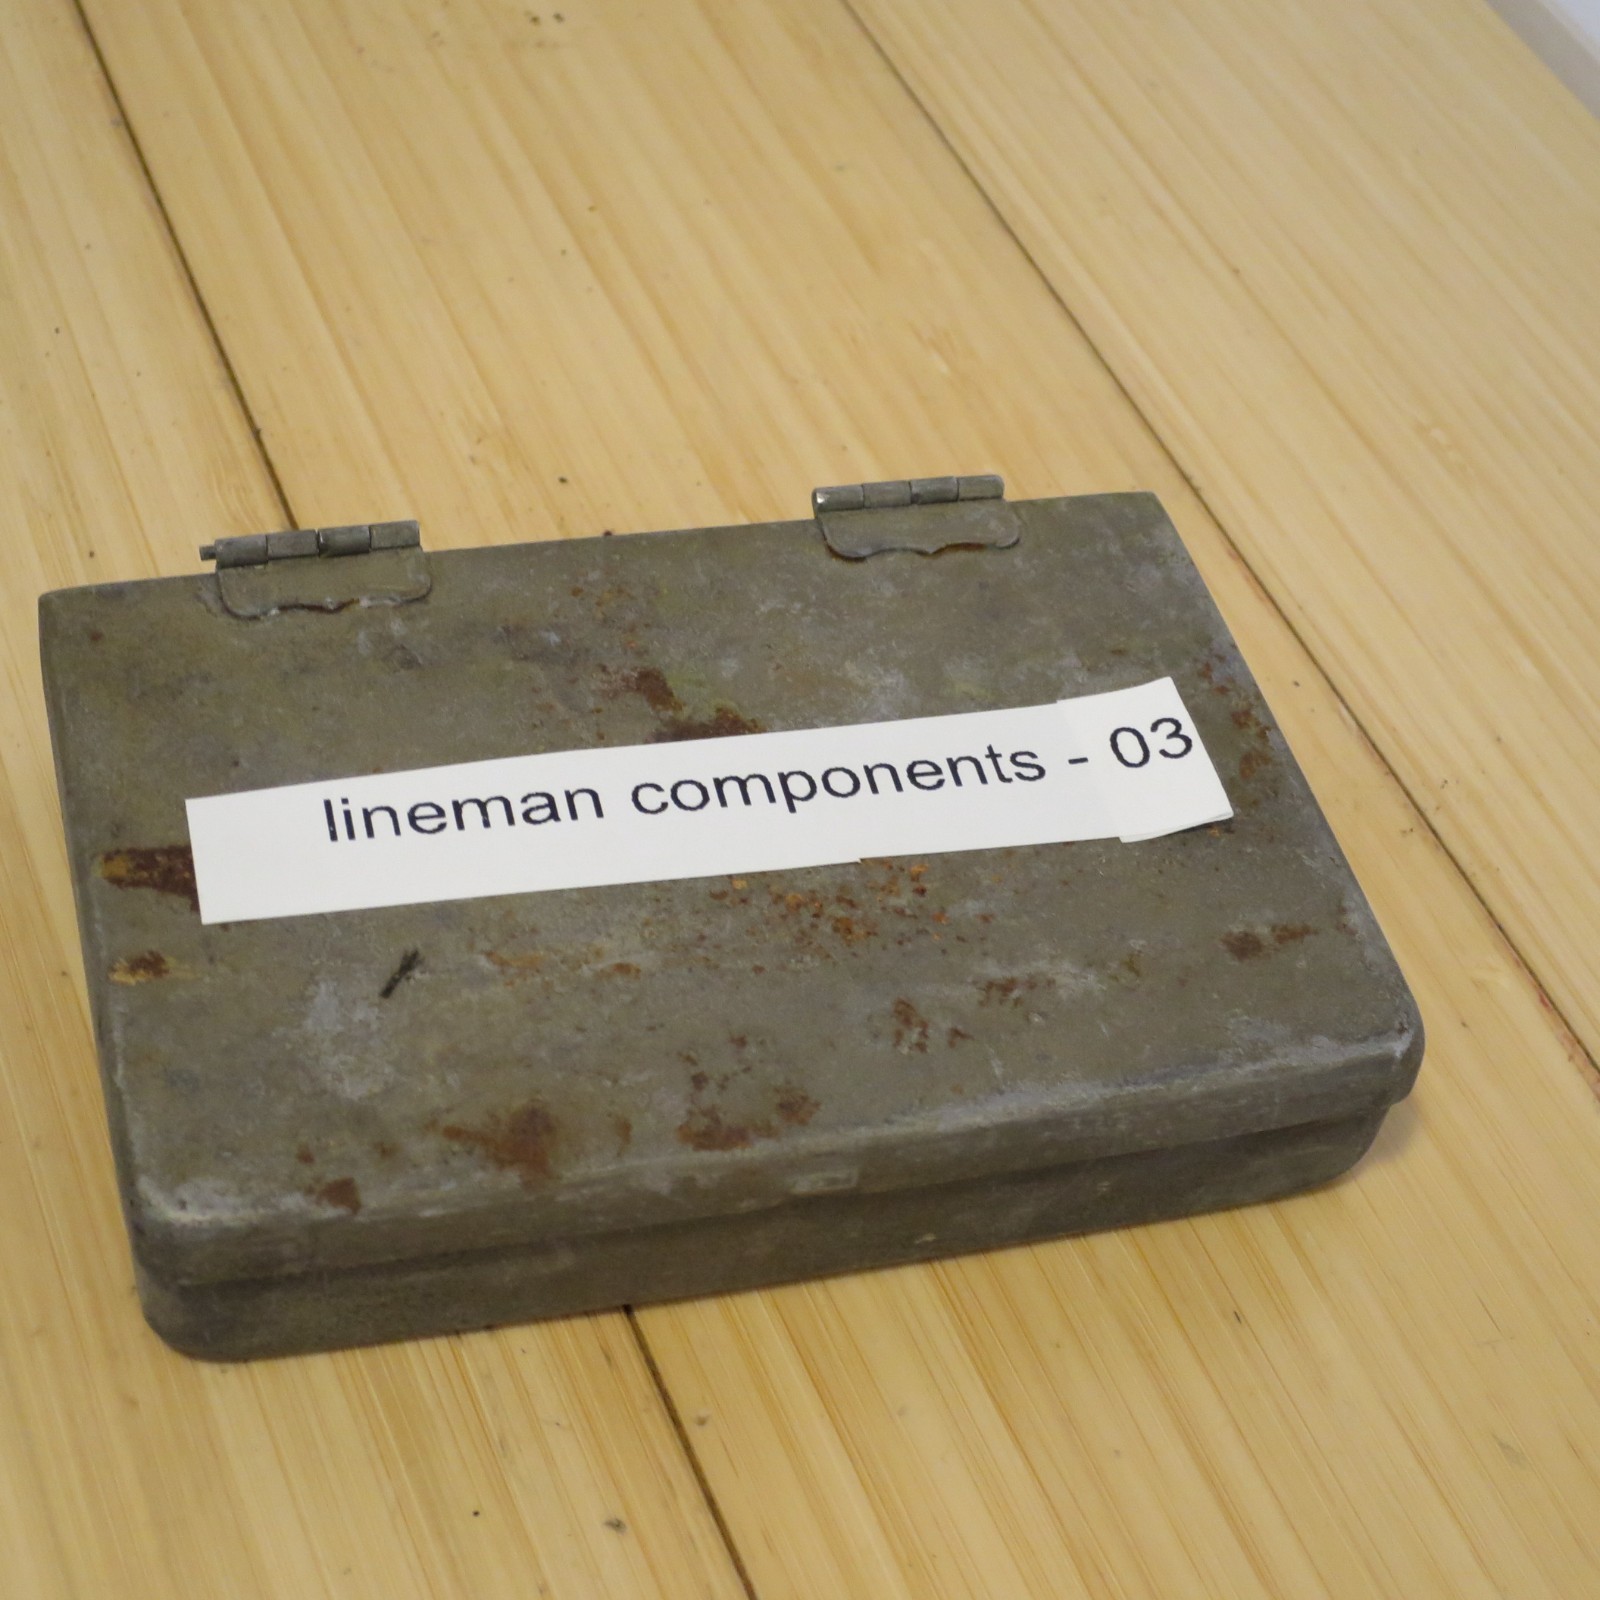 lineman components - 03